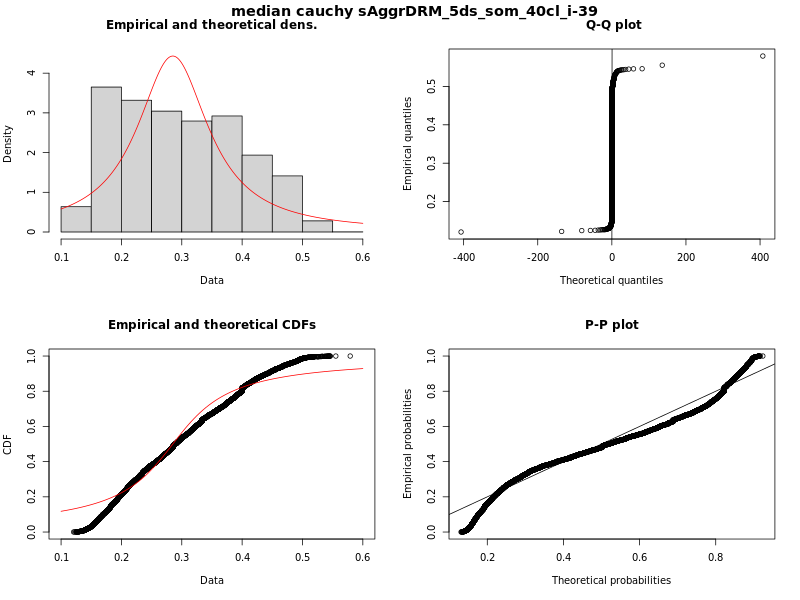 median cauchy sAggrDRM_5ds_som_40cl_i-39
Empirical and theoretical dens.
Density
0 1 2 3 4
0.1 0.2 0.3 0.4 0.5 0.6
Data
Q-Q plot
Empirical quantiles
0.2 0.3 0.4 0.5
-400 -200 0 200 400
Theoretical quantiles
Empirical and theoretical CDFs
CDF
0.0 0.2 0.4 0.6 0.8 1.0
0.1 0.2 0.3 0.4 0.5 0.6
Data
P-P plot
Empirical probabilities
0.0 0.2 0.4 0.6 0.8 1.0
0.2 0.4 0.6 0.8
Theoretical probabilities